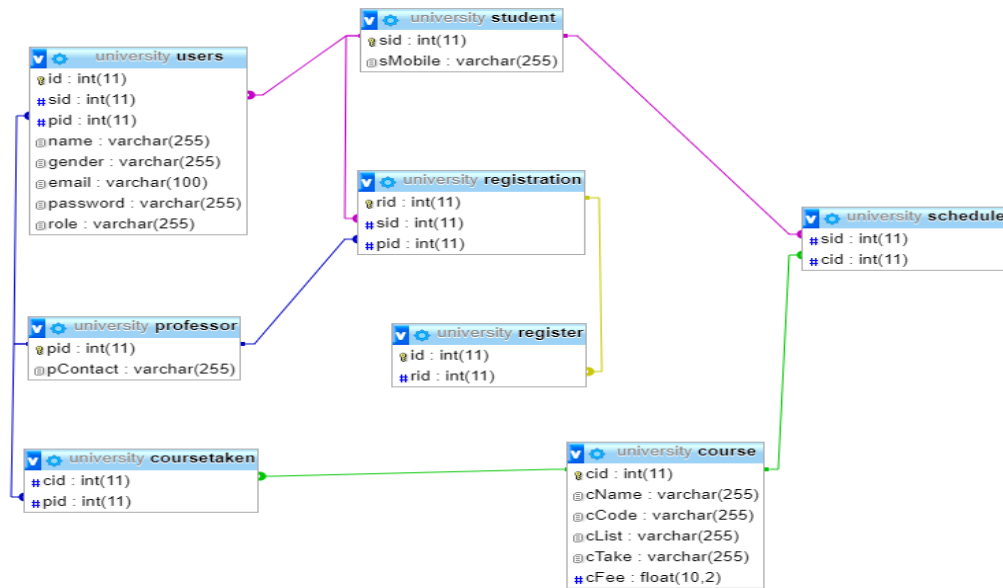 university student
sid : int(11)
sMobile : varchar(255)
university users
id : int(11)
sid : int(11)
pid : int(11)
name : varchar(255)
gender : varchar(255)
email : varchar(100)
password : varchar(255)
role : varchar(255)
university registration
rid : int(11)
sid : int(11)
pid : int(11)
university schedule
sid : int(11)
cid : int(11)
university professor
pid : int(11)
pContact : varchar(255)
university register
id : int(11)
rid : int(11)
university coursetaken
cid : int(11)
pid : int(11)
university course
cid : int(11)
cName : varchar(255)
cCode : varchar(255)
cList : varchar(255)
cTake : varchar(255)
cFee : float(10,2)